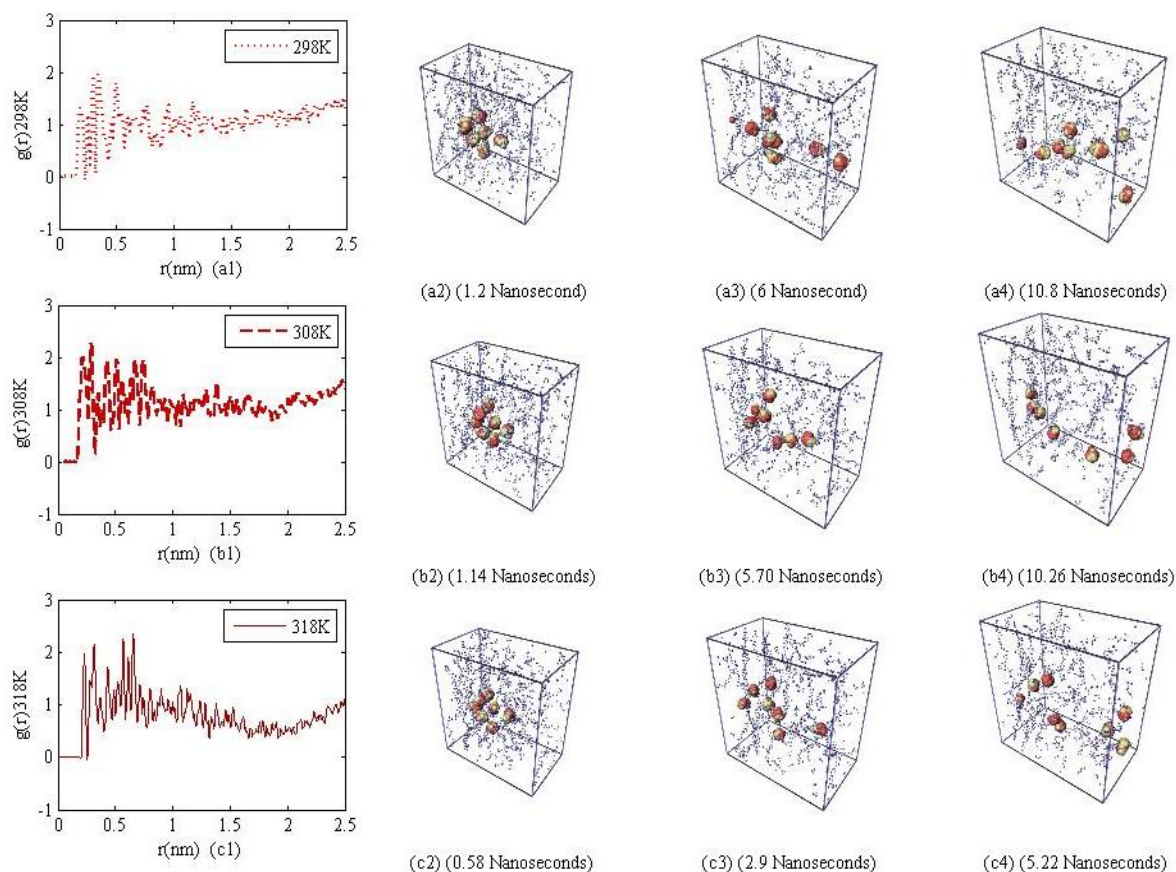 3
298K
2
1
0
-1
g(r)298K
0 0.5 1 1.5 2 2.5
r(nm) (a1)
(a2) (1.2 Nanosecond)
(a3) (6 Nanosecond)
(a4) (10.8 Nanoseconds)
3
308K
2
1
0
-1
g(r)308K
0 0.5 1 1.5 2 2.5
r(nm) (b1)
(b2) (1.14 Nanoseconds)
(b3) (5.70 Nanoseconds)
(b4) (10.26 Nanoseconds)
3
318K
2
1
0
-1
g(r)318K
0 0.5 1 1.5 2 2.5
r(nm) (c1)
(c2) (0.58 Nanoseconds)
(c3) (2.9 Nanoseconds)
(c4) (5.22 Nanoseconds)